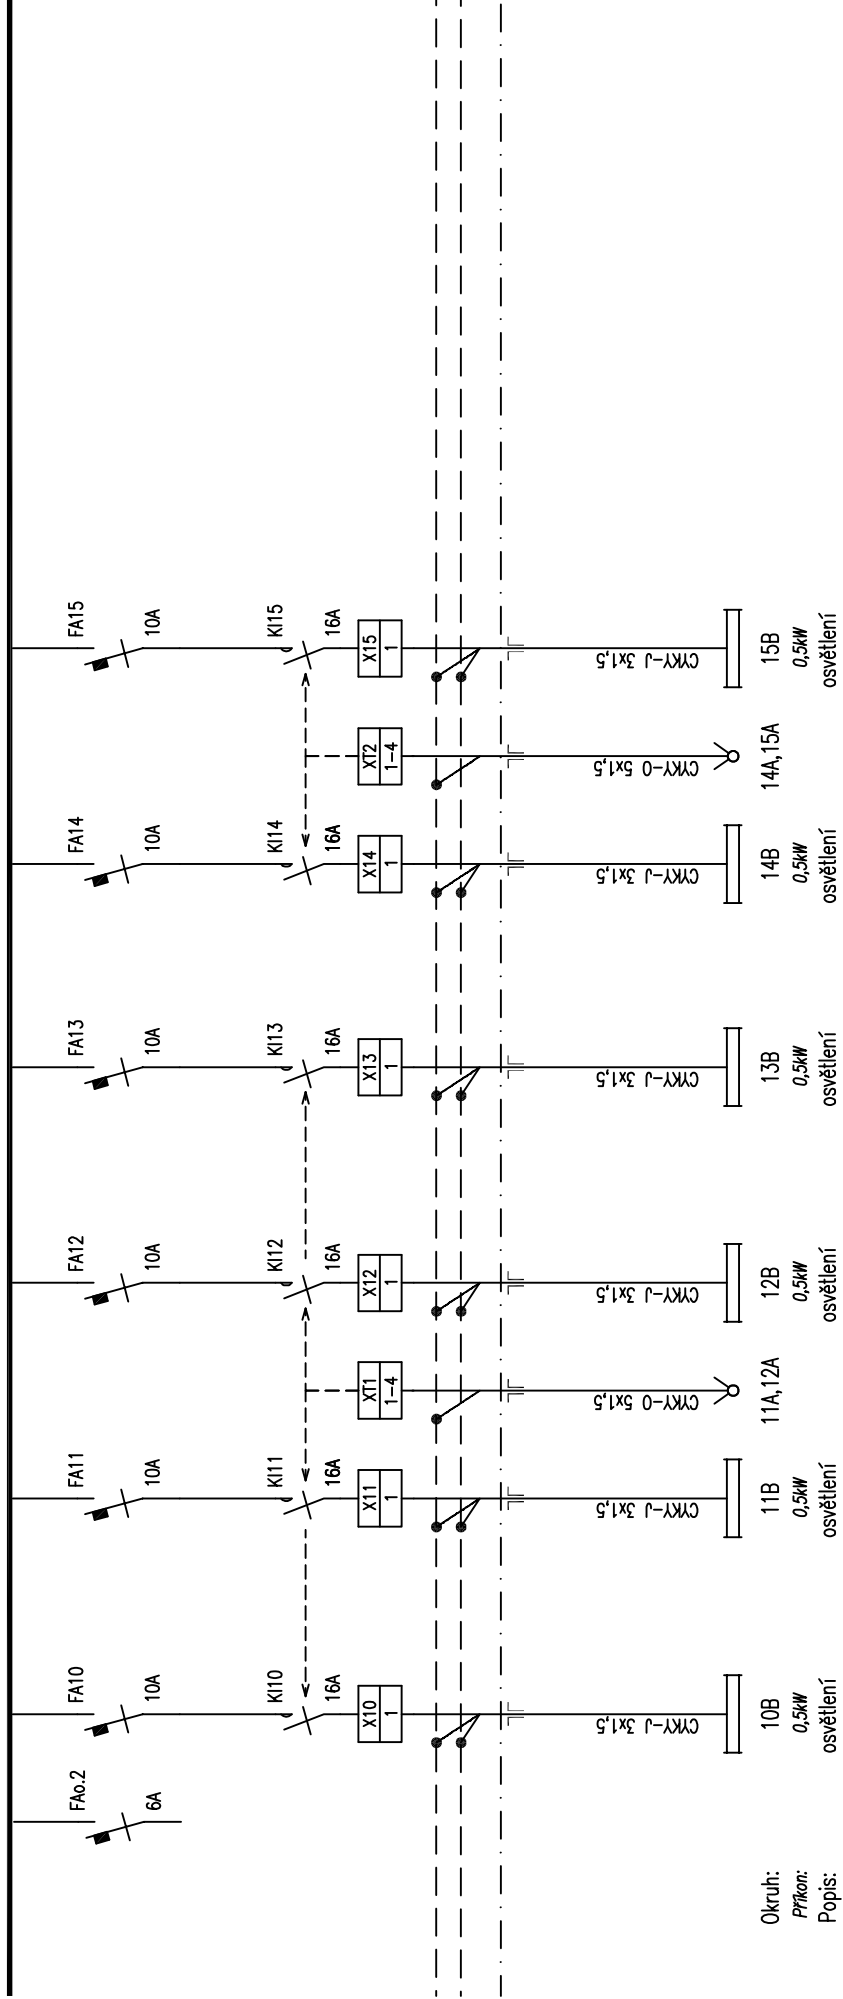 FAo.2
6A
FA10
10A
KI10
16A
X10
1
CYKY-J 3x1,5
FA11
10A
KI11
16A
X11
1
CYKY-J 3x1,5
XT1
1-4
CYKY-O 5x1,5
FA12
10A
KI12
16A
X12
1
CYKY-J 3x1,5
FA13
10A
KI13
16A
X13
1
CYKY-J 3x1,5
FA14
10A
KI14
16A
X14
1
CYKY-J 3x1,5
XT2
1-4
CYKY-O 5x1,5
FA15
10A
KI15
16A
X15
1
CYKY-J 3x1,5
Okruh: 10B 11B 11A,12A 12B 13B 14B 14A,15A 15B
Příkon: 0,5kW 0,5kW 0,5kW 0,5kW 0,5kW 0,5kW
Popis: osvětlení osvětlení osvětlení osvětlení osvětlení osvětlení